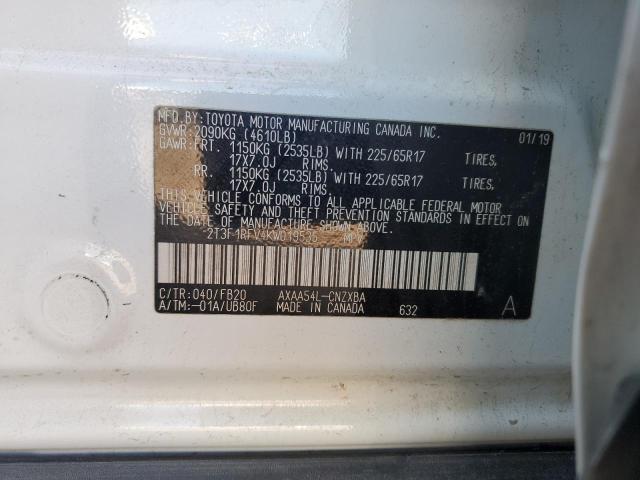 MFD.BY: TOYOTA MOTOR MANUFACTURING CANADA INC.
GVWR: 2090KG (4610LB) 01/19
GAWR: FRT. 1150KG (2535LB) WITH 225/65R17 TIRES,
17X7.0J RIMS.
RR. 1150KG (2535LB) WITH 225/65R17 TIRES,
17X7.0J RIMS.
THIS VEHICLE CONFORMS TO ALL APPLICABLE FEDERAL MOTOR
VEHICLE SAFETY AND THEFT PREVENTION STANDARDS IN EFFECT ON
THE DATE OF MANUFACTURE SHOWN ABOVE.
C/TR: 040/FB20 AXAA54L-CNZXBA
A/TM: -01A/UB80F MADE IN CANADA 632 A